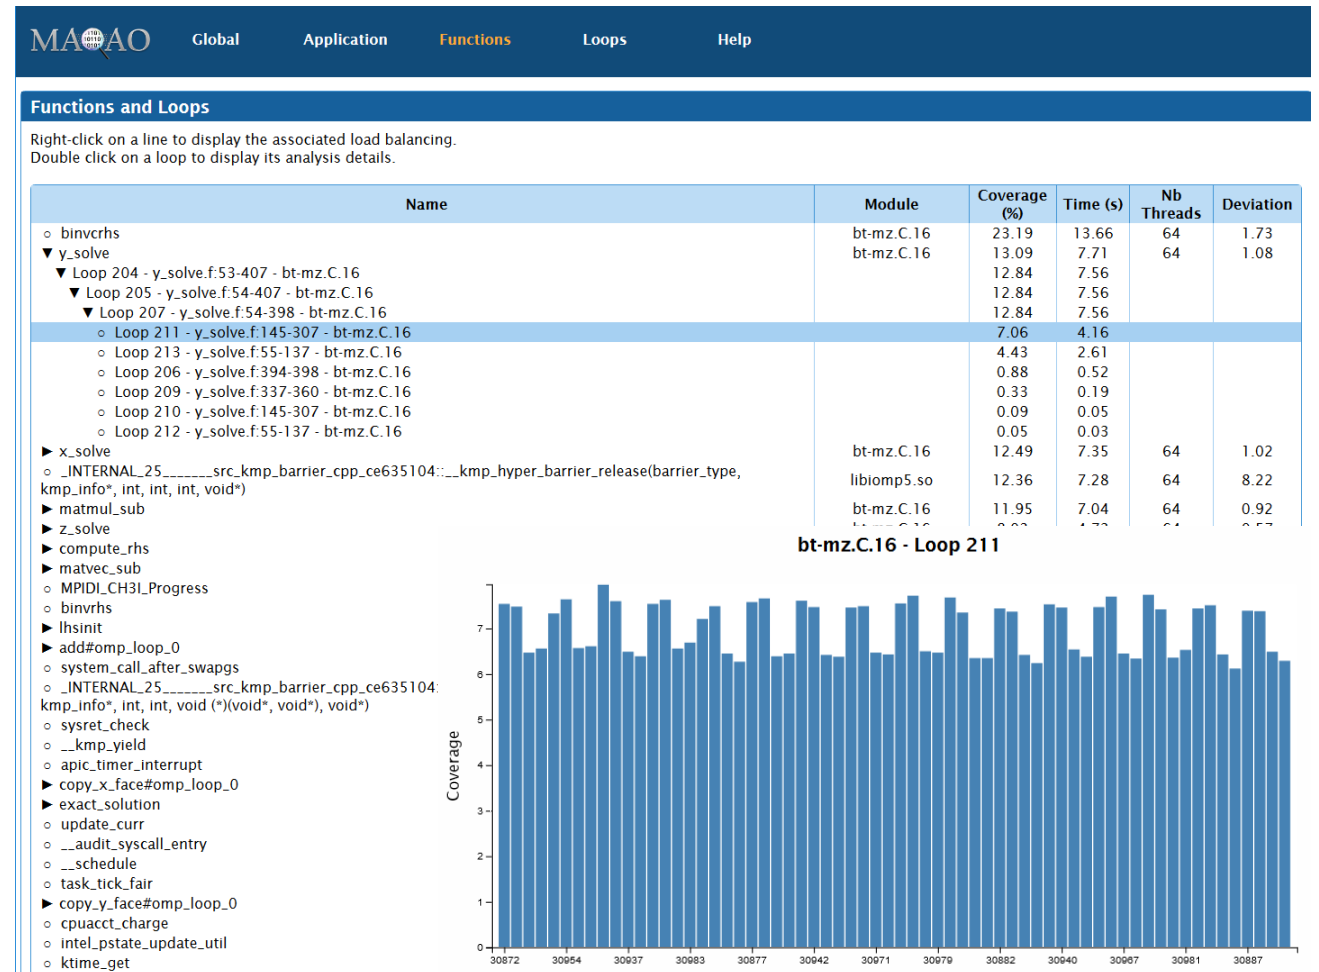 MAQAO Global Application Functions Loops Help
Functions and Loops
Right-click on a line to display the associated load balancing.
Double click on a loop to display its analysis details.
Name Module Coverage (%) Time (s) Nb Threads Deviation
binvcrhs bt-mz.C.16 23.19 13.66 64 1.73
▼ y_solve bt-mz.C.16 13.09 7.71 64 1.08
▼ Loop 204 - y_solve.f:53-407 - bt-mz.C.16 12.84 7.56
▼ Loop 205 - y_solve.f:54-407 - bt-mz.C.16 12.84 7.56
▼ Loop 207 - y_solve.f:54-398 - bt-mz.C.16 12.84 7.56
○ Loop 211 - y_solve.f:145-307 - bt-mz.C.16 7.06 4.16
○ Loop 213 - y_solve.f:55-137 - bt-mz.C.16 4.43 2.61
○ Loop 206 - y_solve.f:394-398 - bt-mz.C.16 0.88 0.52
○ Loop 209 - y_solve.f:337-360 - bt-mz.C.16 0.33 0.19
○ Loop 210 - y_solve.f:145-307 - bt-mz.C.16 0.09 0.05
○ Loop 212 - y_solve.f:55-137 - bt-mz.C.16 0.05 0.03
► x_solve bt-mz.C.16 12.49 7.35 64 1.02
○ _INTERNAL_25_______src_kmp_barrier_cpp_ce635104::__kmp_hyper_barrier_release(barrier_type,
kmp_info*, int, int, int, void*) libiomp5.so 12.36 7.28 64 8.22
► matmul_sub bt-mz.C.16 11.95 7.04 64 0.92
► z_solve
► compute_rhs
► matvec_sub
○ MPIDI_CH3I_Progress
○ binvrhs
► lhsinit
► add#omp_loop_0
○ system_call_after_swapgs
○ _INTERNAL_25_______src_kmp_barrier_cpp_ce635104:
kmp_info*, int, int, void (*)(void*, void*), void*)
○ sysret_check
○ __kmp_yield
○ apic_timer_interrupt
► copy_x_face#omp_loop_0
► exact_solution
○ update_curr
○ __audit_syscall_entry
○ __schedule
○ task_tick_fair
► copy_y_face#omp_loop_0
○ cpuacct_charge
○ intel_pstate_update_util
○ ktime_get
bt-mz.C.16 - Loop 211
Coverage
7
6
5
4
3
2
1
0
30872 30954 30937 30983 30877 30942 30971 30979 30882 30940 30967 30981 30887